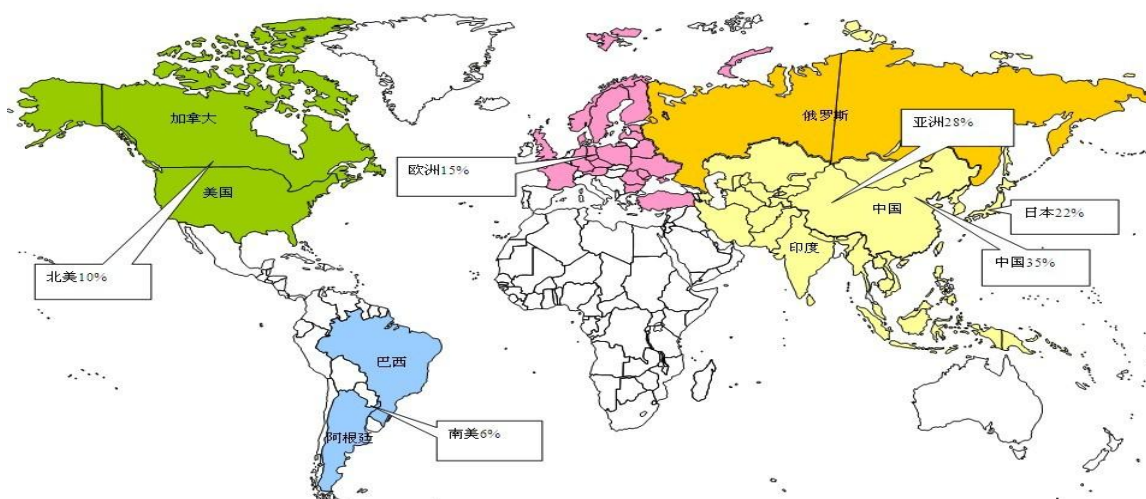 加拿大
俄罗斯
亚洲28%
欧洲15%
美国
中国
日本22%
印度
中国35%
北美10%
巴西
阿根廷
南美6%